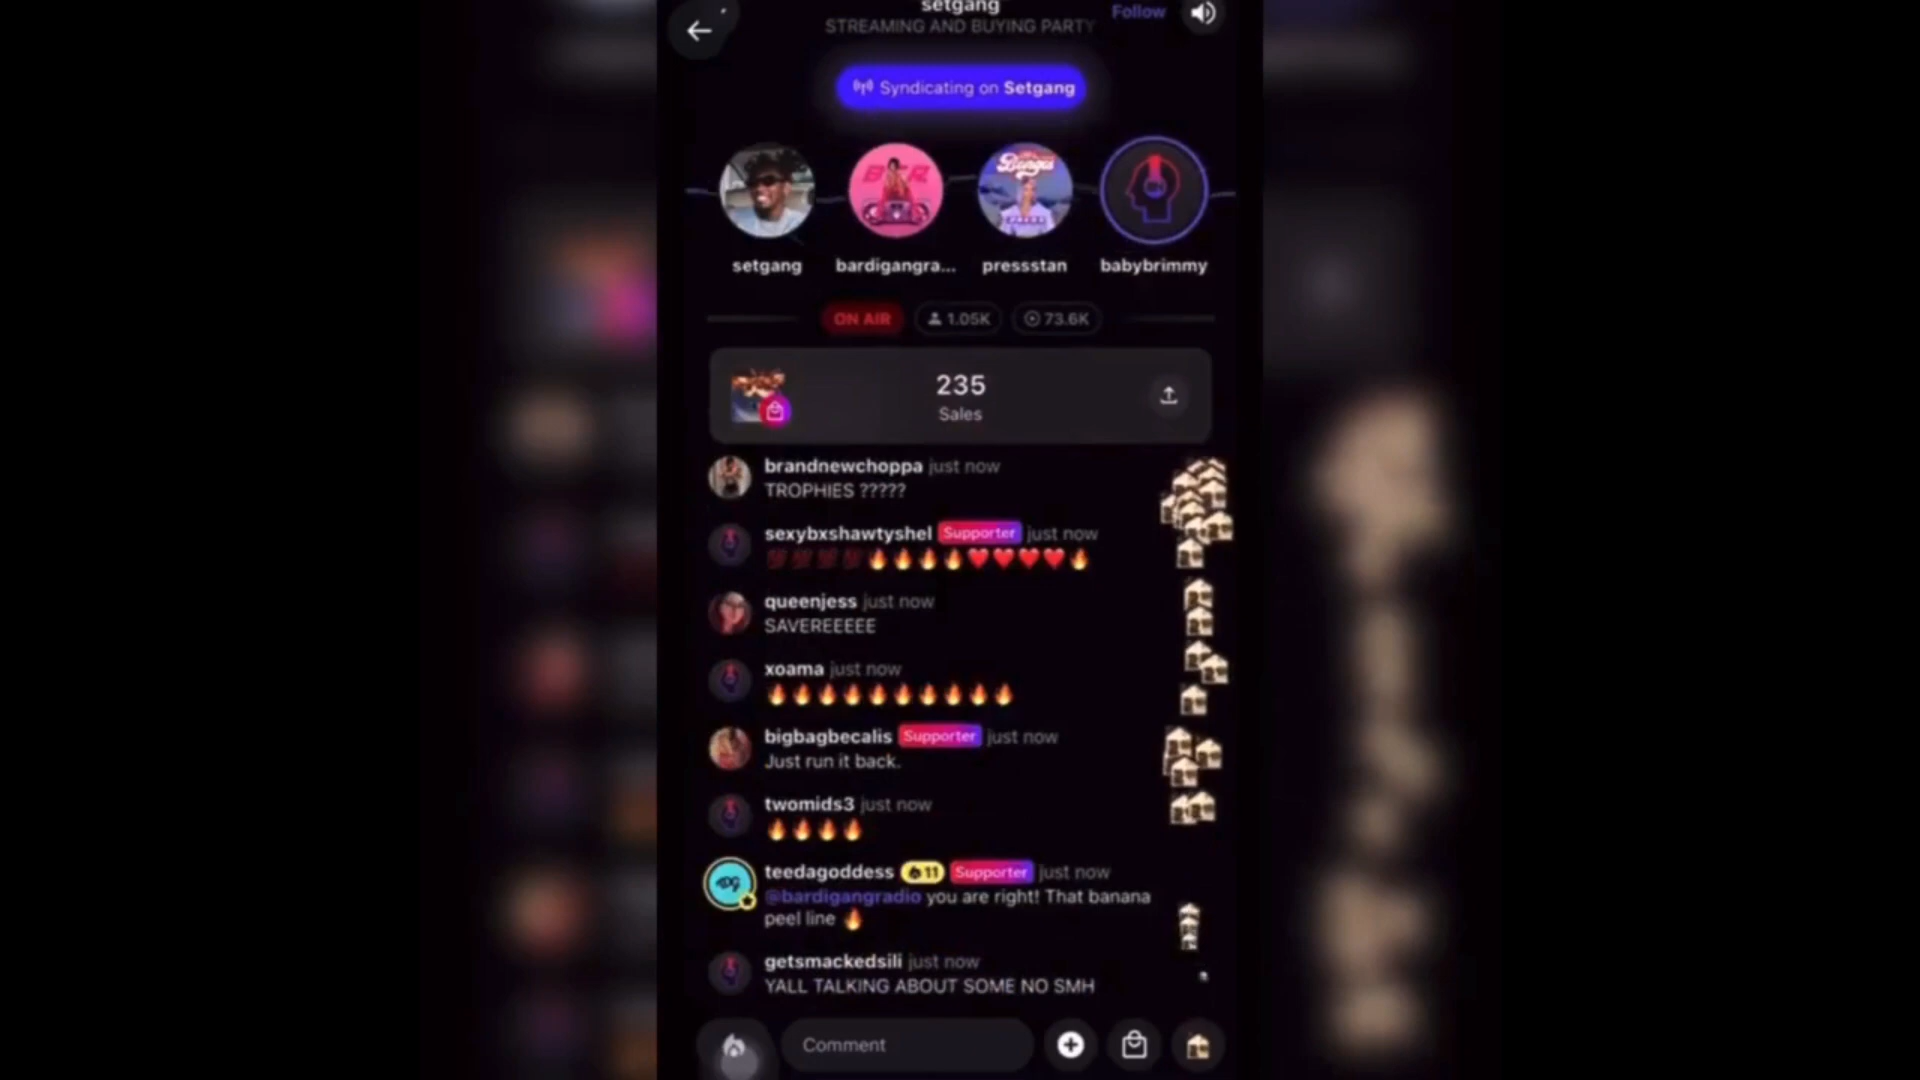 setgang
Follow
STREAMING AND BUYING PARTY
Syndicating on Setgang
setgang
bardigangra...
pressstan
babybrimmy
ON AIR
1.05K
73.6K
235
Sales
brandnewchoppa just now
TROPHIES ?????
sexybxshawtyshel Supporter just now
💯💯💯💯🔥🔥🔥🔥❤️❤️❤️❤️🔥
queenjess just now
SAVEREEEEE
xoama just now
🔥🔥🔥🔥🔥🔥🔥🔥🔥🔥
bigbagbecalis Supporter just now
Just run it back.
twomids3 just now
🔥🔥🔥🔥
teedagoddess 11 Supporter just now
@bardigangradio you are right! That banana
peel line 🔥
getsmackedsili just now
YALL TALKING ABOUT SOME NO SMH
Comment